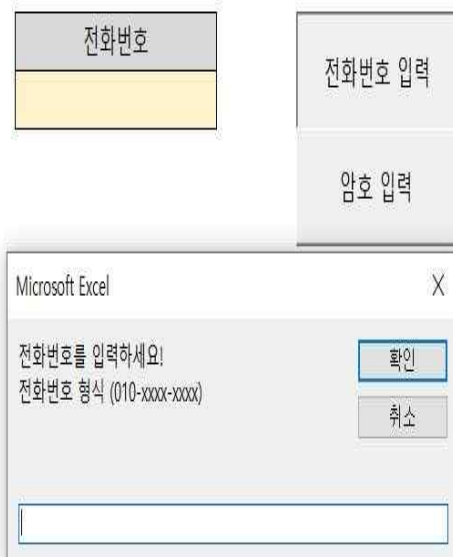 전화번호
전화번호 입력
암호 입력
Microsoft Excel
전화번호를 입력하세요!
전화번호 형식 (010-xxxx-xxxx)
확인
취소